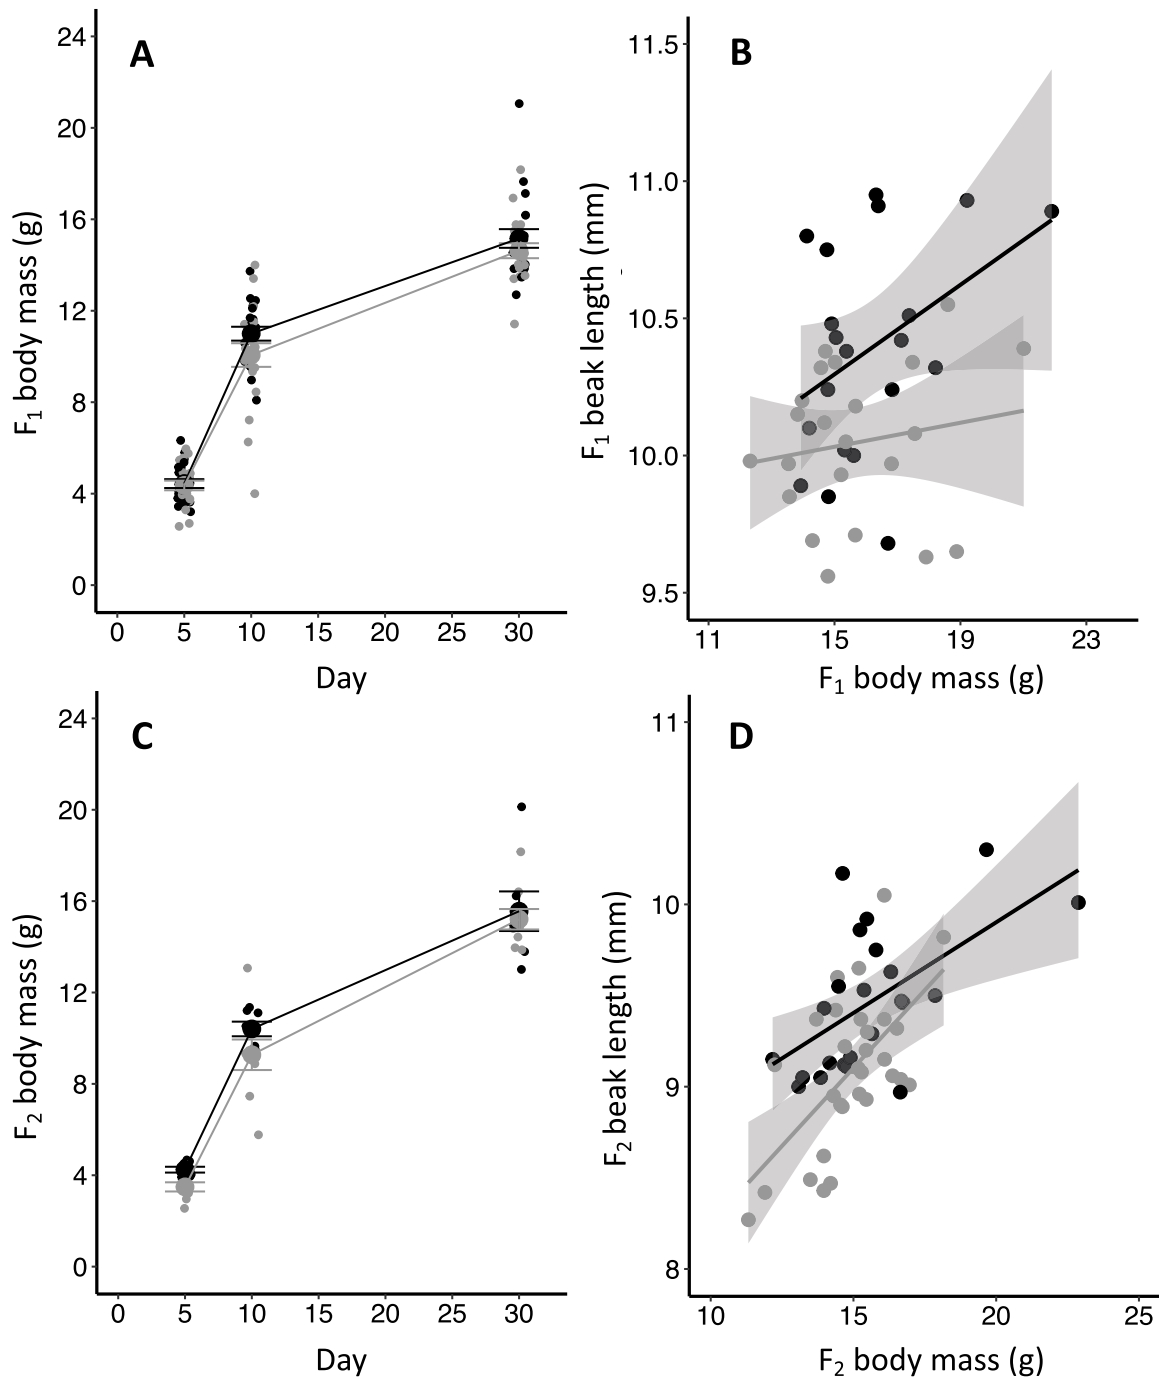 A
24
20
16
12
8
4
0
F₁ body mass (g)
0 5 10 15 20 25 30
Day
B
11.5
11.0
10.5
10.0
9.5
F₁ beak length (mm)
11 15 19 23
F₁ body mass (g)
C
24
20
16
12
8
4
0
F₂ body mass (g)
0 5 10 15 20 25 30
Day
D
11
10
9
8
F₂ beak length (mm)
10 15 20 25
F₂ body mass (g)